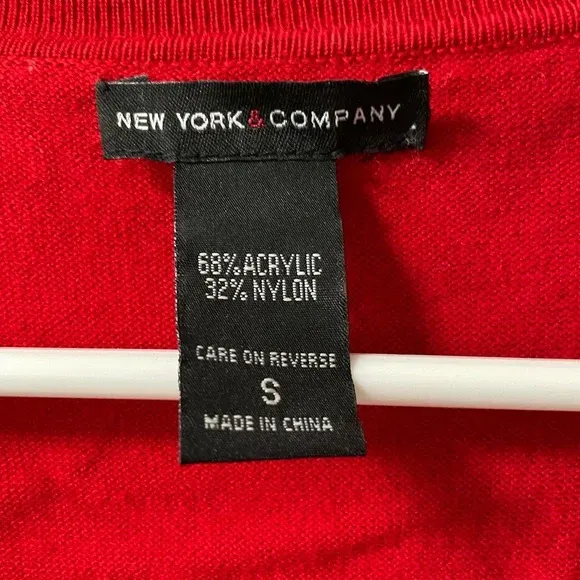 NEW YORK & COMPANY
68% ACRYLIC
32% NYLON
CARE ON REVERSE
S
MADE IN CHINA